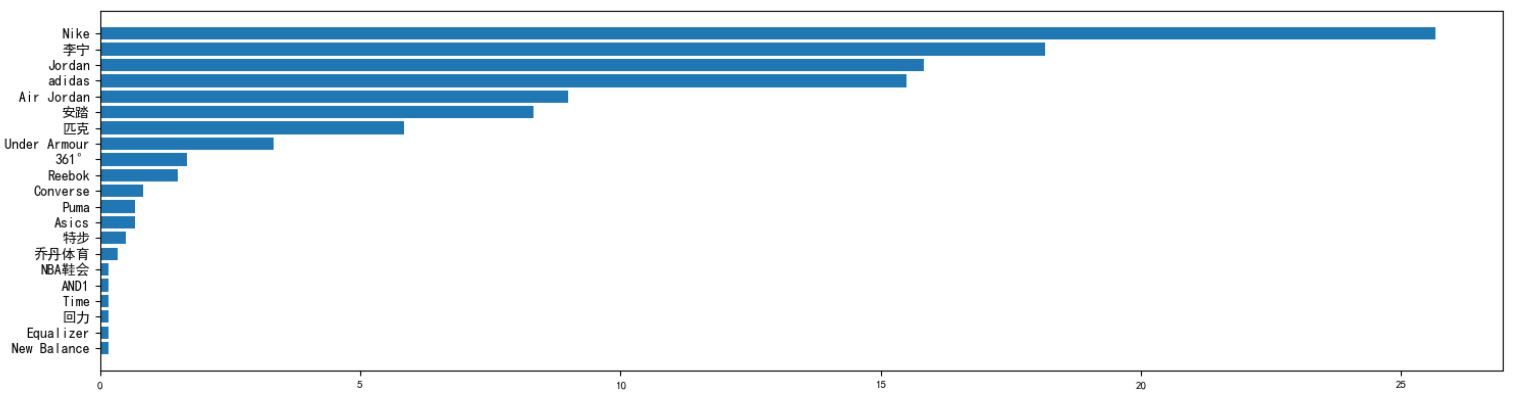 Nike
李宁
Jordan
adidas
Air Jordan
安踏
匹克
Under Armour
361°
Reebok
Converse
Puma
Asics
特步
乔丹体育
NBA鞋会
AND1
Time
回力
Equalizer
New Balance
0 5 10 15 20 25